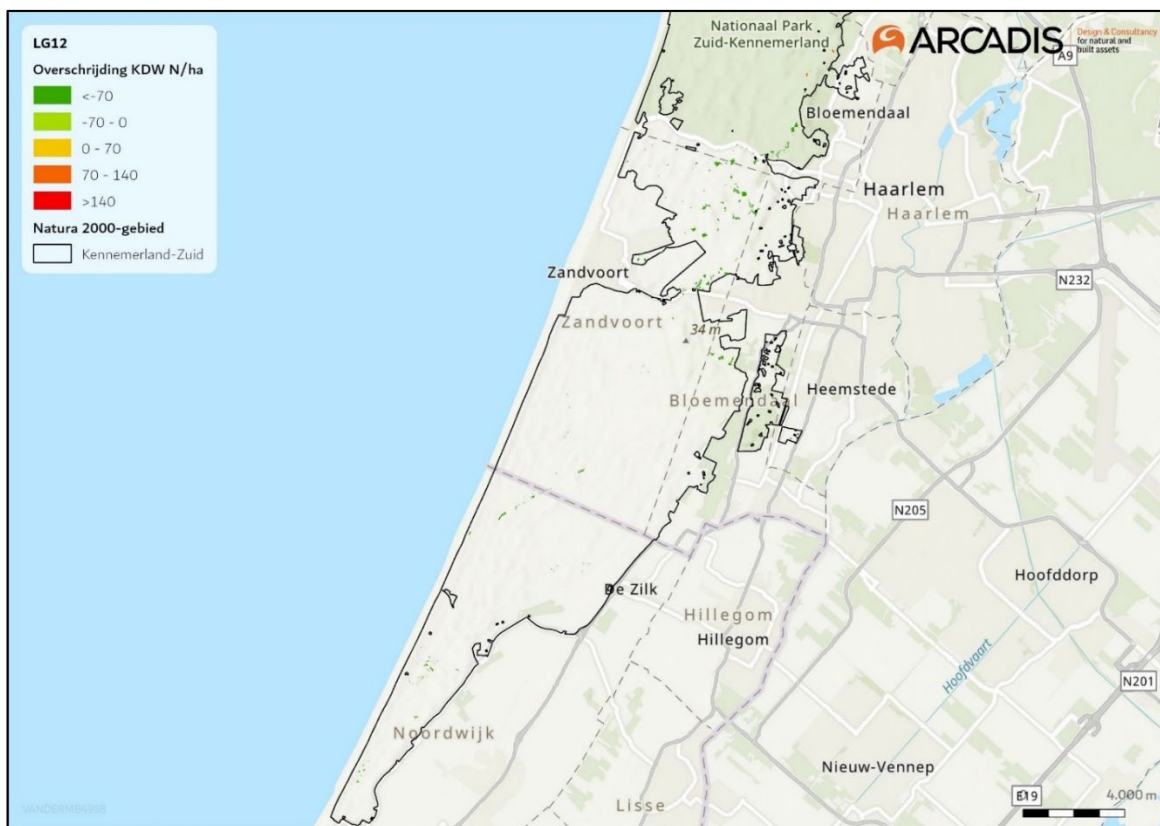 LG12
Overschrijding KDW N/ha
<-70
-70 - 0
0 - 70
70 - 140
>140
Natura 2000-gebied
Kennemerland-Zuid
Nationaal Park
Zuid-Kennemerland
ARCADIS
Design & Consultancy
for natural and
built assets
A9
Bloemendaal
Haarlem
Haarlem
Zandvoort
N232
Zandvoort
34 m
Bloemendaal
Heemstede
N205
De Zilk
Hoofddorp
Hillegom
Hillegom
Hoofdvaart
N201
Noordwijk
Nieuw-Vennep
Lisse
4.000 m
VANDERMB4998